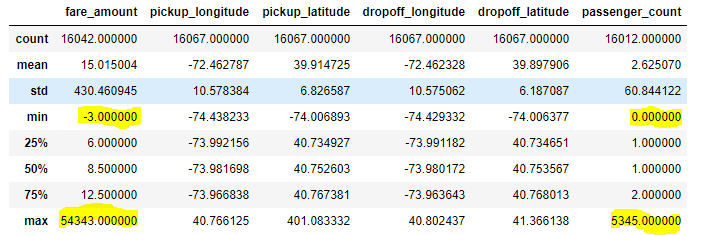 fare_amount pickup_longitude pickup_latitude dropoff_longitude dropoff_latitude passenger_count
count 16042.000000 16067.000000 16067.000000 16067.000000 16067.000000 16012.000000
mean 15.015004 -72.462787 39.914725 -72.462328 39.897906 2.625070
std 430.460945 10.578384 6.826587 10.575062 6.187087 60.844122
min -3.000000 -74.438233 -74.006893 -74.429332 -74.006377 0.000000
25% 6.000000 -73.992156 40.734927 -73.991182 40.734651 1.000000
50% 8.500000 -73.981698 40.752603 -73.980172 40.753567 1.000000
75% 12.500000 -73.966838 40.767381 -73.963643 40.768013 2.000000
max 54343.000000 40.766125 401.083332 40.802437 41.366138 5345.000000